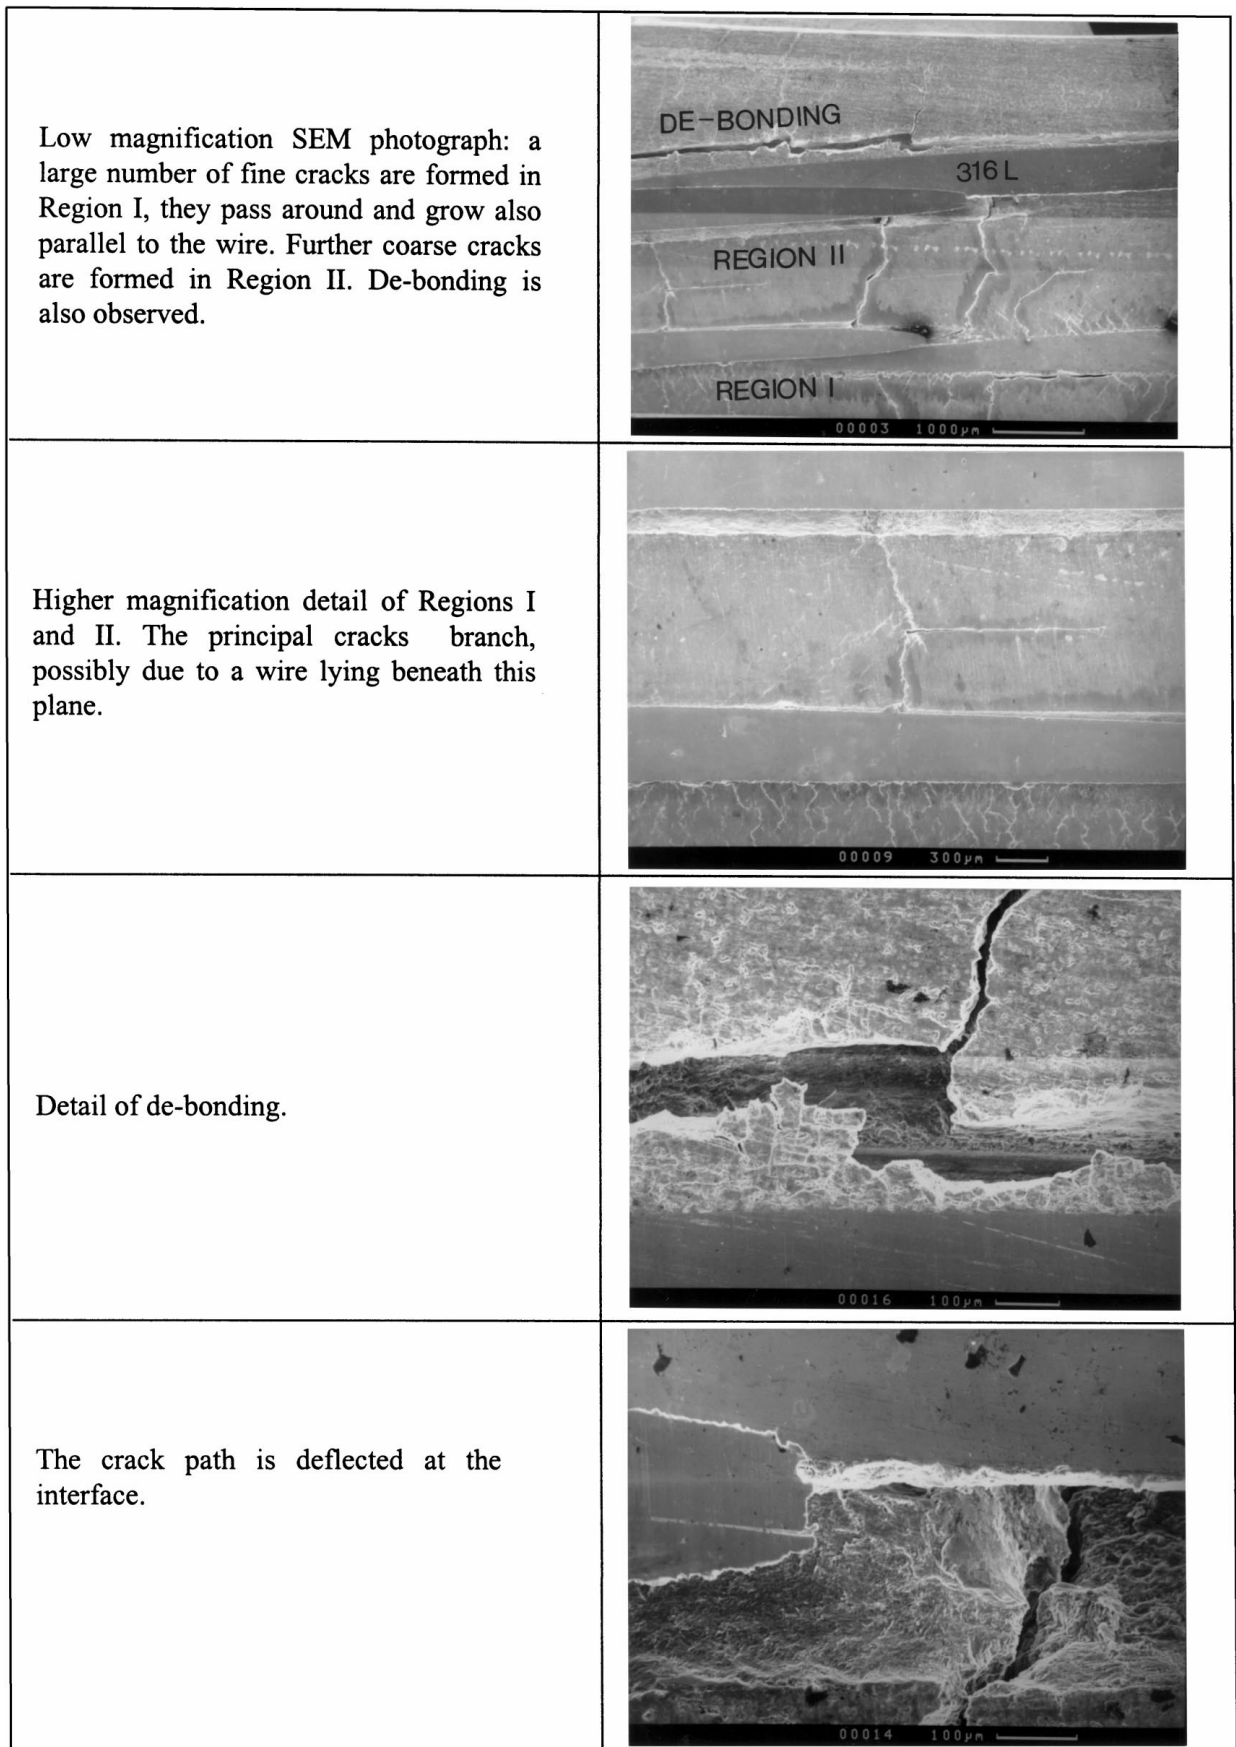 Low magnification SEM photograph: a
large number of fine cracks are formed in
Region I, they pass around and grow also
parallel to the wire. Further coarse cracks
are formed in Region II. De-bonding is
also observed.
DE-BONDING
316 L
REGION II
REGION I
00003 1000µm
Higher magnification detail of Regions I
and II. The principal cracks branch,
possibly due to a wire lying beneath this
plane.
00009 300µm
Detail of de-bonding.
00016 100µm
The crack path is deflected at the
interface.
00014 100µm